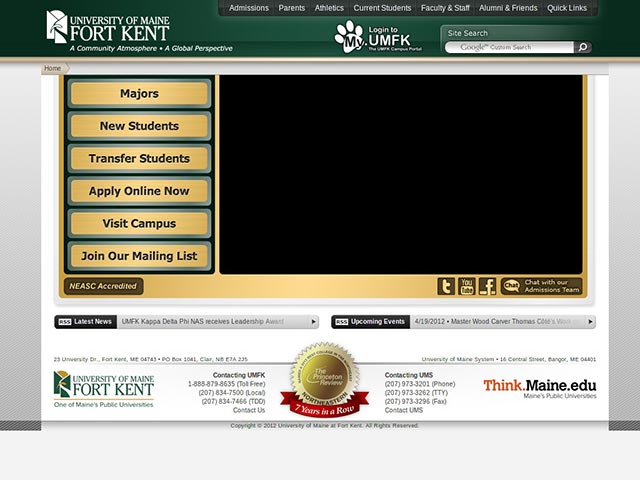 Admissions Parents Athletics Current Students Faculty & Staff Alumni & Friends Quick Links
UNIVERSITY OF MAINE
FORT KENT
A Community Atmosphere • A Global Perspective
Login to
My UMFK
The UMFK Campus Portal
Site Search
Google™ Custom Search
Home
Majors
New Students
Transfer Students
Apply Online Now
Visit Campus
Join Our Mailing List
NEASC Accredited
t
You Tube
f
Chat
Chat with our
Admissions Team
RSS Latest News UMFK Kappa Delta Phi NAS receives Leadership Award
RSS Upcoming Events 4/19/2012 • Master Wood Carver Thomas Côté's Work
23 University Dr., Fort Kent, ME 04743 • PO Box 1041, Clair, NB E7A 2J5
University of Maine System • 16 Central Street, Bangor, ME 04401
UNIVERSITY OF MAINE
FORT KENT
One of Maine's Public Universities
Contacting UMFK
1-888-879-8635 (Toll Free)
(207) 834-7500 (Local)
(207) 834-7466 (TDD)
Contact Us
The
Princeton
Review
NORTHEASTERN
7 Years in a Row
Contacting UMS
(207) 973-3201 (Phone)
(207) 973-3262 (TTY)
(207) 973-3296 (Fax)
Contact UMS
Think.Maine.edu
Maine's Public Universities
Copyright © 2012 University of Maine at Fort Kent. All Rights Reserved.